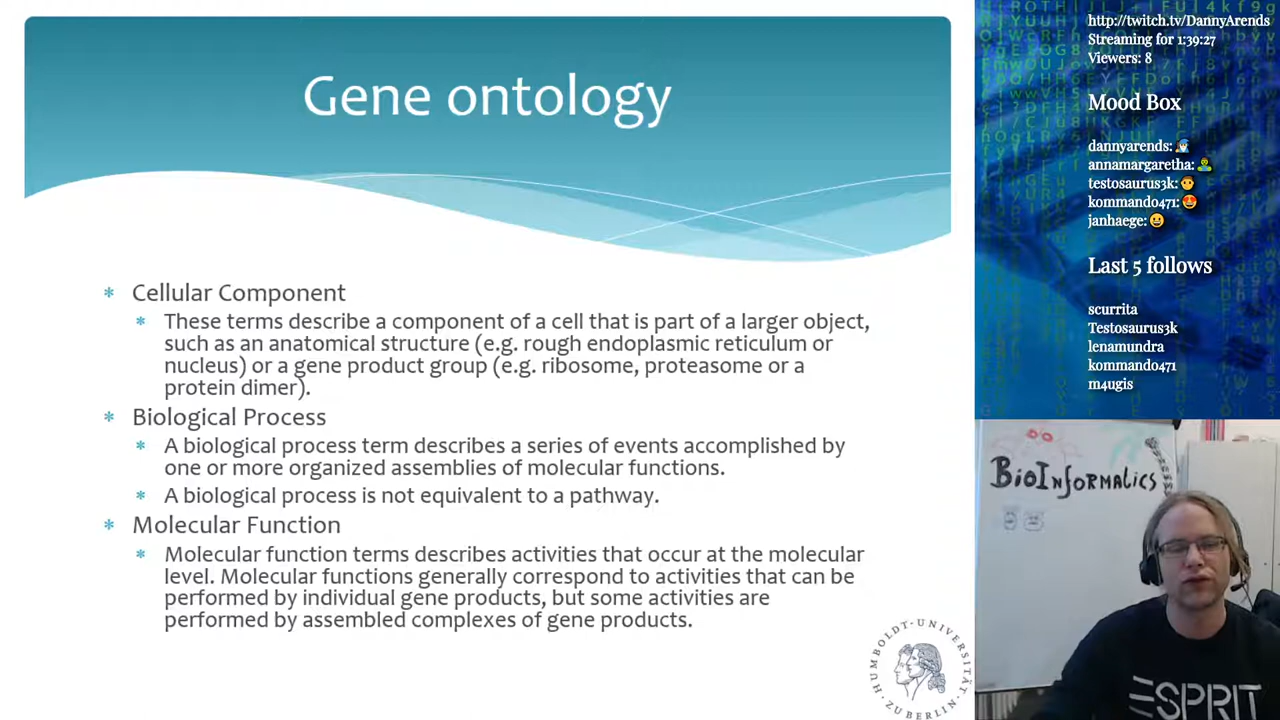 Gene ontology
Cellular Component
These terms describe a component of a cell that is part of a larger object,
such as an anatomical structure (e.g. rough endoplasmic reticulum or
nucleus) or a gene product group (e.g. ribosome, proteasome or a
protein dimer).
Biological Process
A biological process term describes a series of events accomplished by
one or more organized assemblies of molecular functions.
A biological process is not equivalent to a pathway.
Molecular Function
Molecular function terms describes activities that occur at the molecular
level. Molecular functions generally correspond to activities that can be
performed by individual gene products, but some activities are
performed by assembled complexes of gene products.
HUMBOLDT-UNIVERSITÄT
ZU BERLIN
http://twitch.tv/DannyArends
Streaming for 1:39:27
Viewers: 8
Mood Box
dannyarends:
annamargaretha:
testosaurus3k:
kommando471:
janhaege:
Last 5 follows
scurrita
Testosaurus3k
lenamundra
kommando471
m4ugis
BioInformatics
ESPRIT